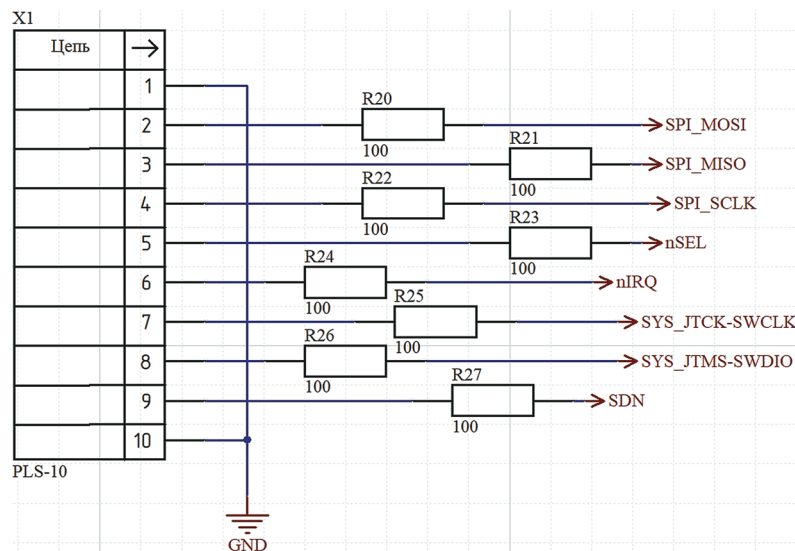 X1
Цепь
1
R20
2
SPI_MOSI
100
R21
3
SPI_MISO
100
R22
4
SPI_SCLK
100
R23
5
nSEL
100
R24
6
nIRQ
100
R25
7
SYS_JTCK-SWCLK
100
R26
8
SYS_JTMS-SWDIO
100
R27
9
SDN
100
10
PLS-10
GND